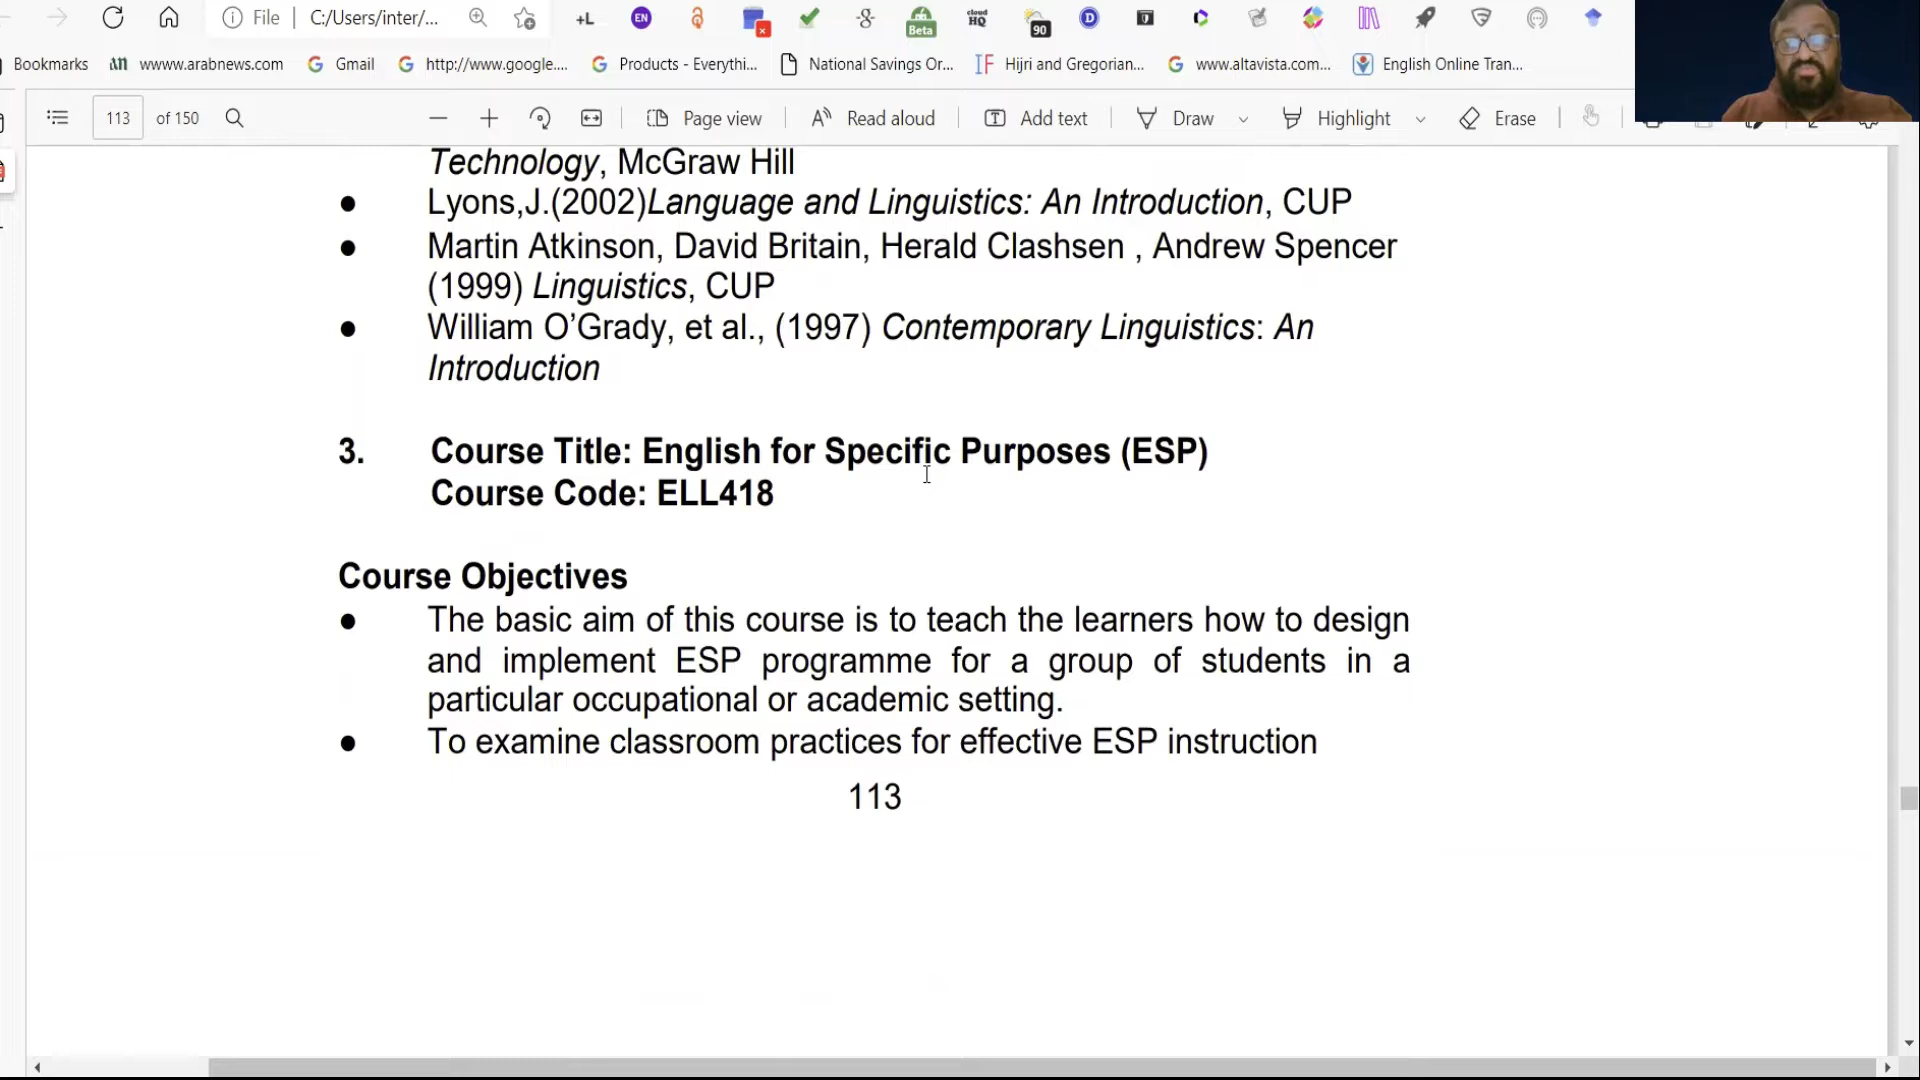 File C:/Users/inter/...
+L EN Beta cloud HQ 90 D
Bookmarks wwww.arabnews.com Gmail http://www.google.... Products - Everythi... National Savings Or... Hijri and Gregorian... www.altavista.com... English Online Tran...
113 of 150 Page view Read aloud Add text Draw Highlight Erase
Technology, McGraw Hill
● Lyons,J.(2002)Language and Linguistics: An Introduction, CUP
● Martin Atkinson, David Britain, Herald Clashsen , Andrew Spencer
(1999) Linguistics, CUP
● William O’Grady, et al., (1997) Contemporary Linguistics: An
Introduction
3. Course Title: English for Specific Purposes (ESP)
Course Code: ELL418
Course Objectives
● The basic aim of this course is to teach the learners how to design
and implement ESP programme for a group of students in a
particular occupational or academic setting.
● To examine classroom practices for effective ESP instruction
113